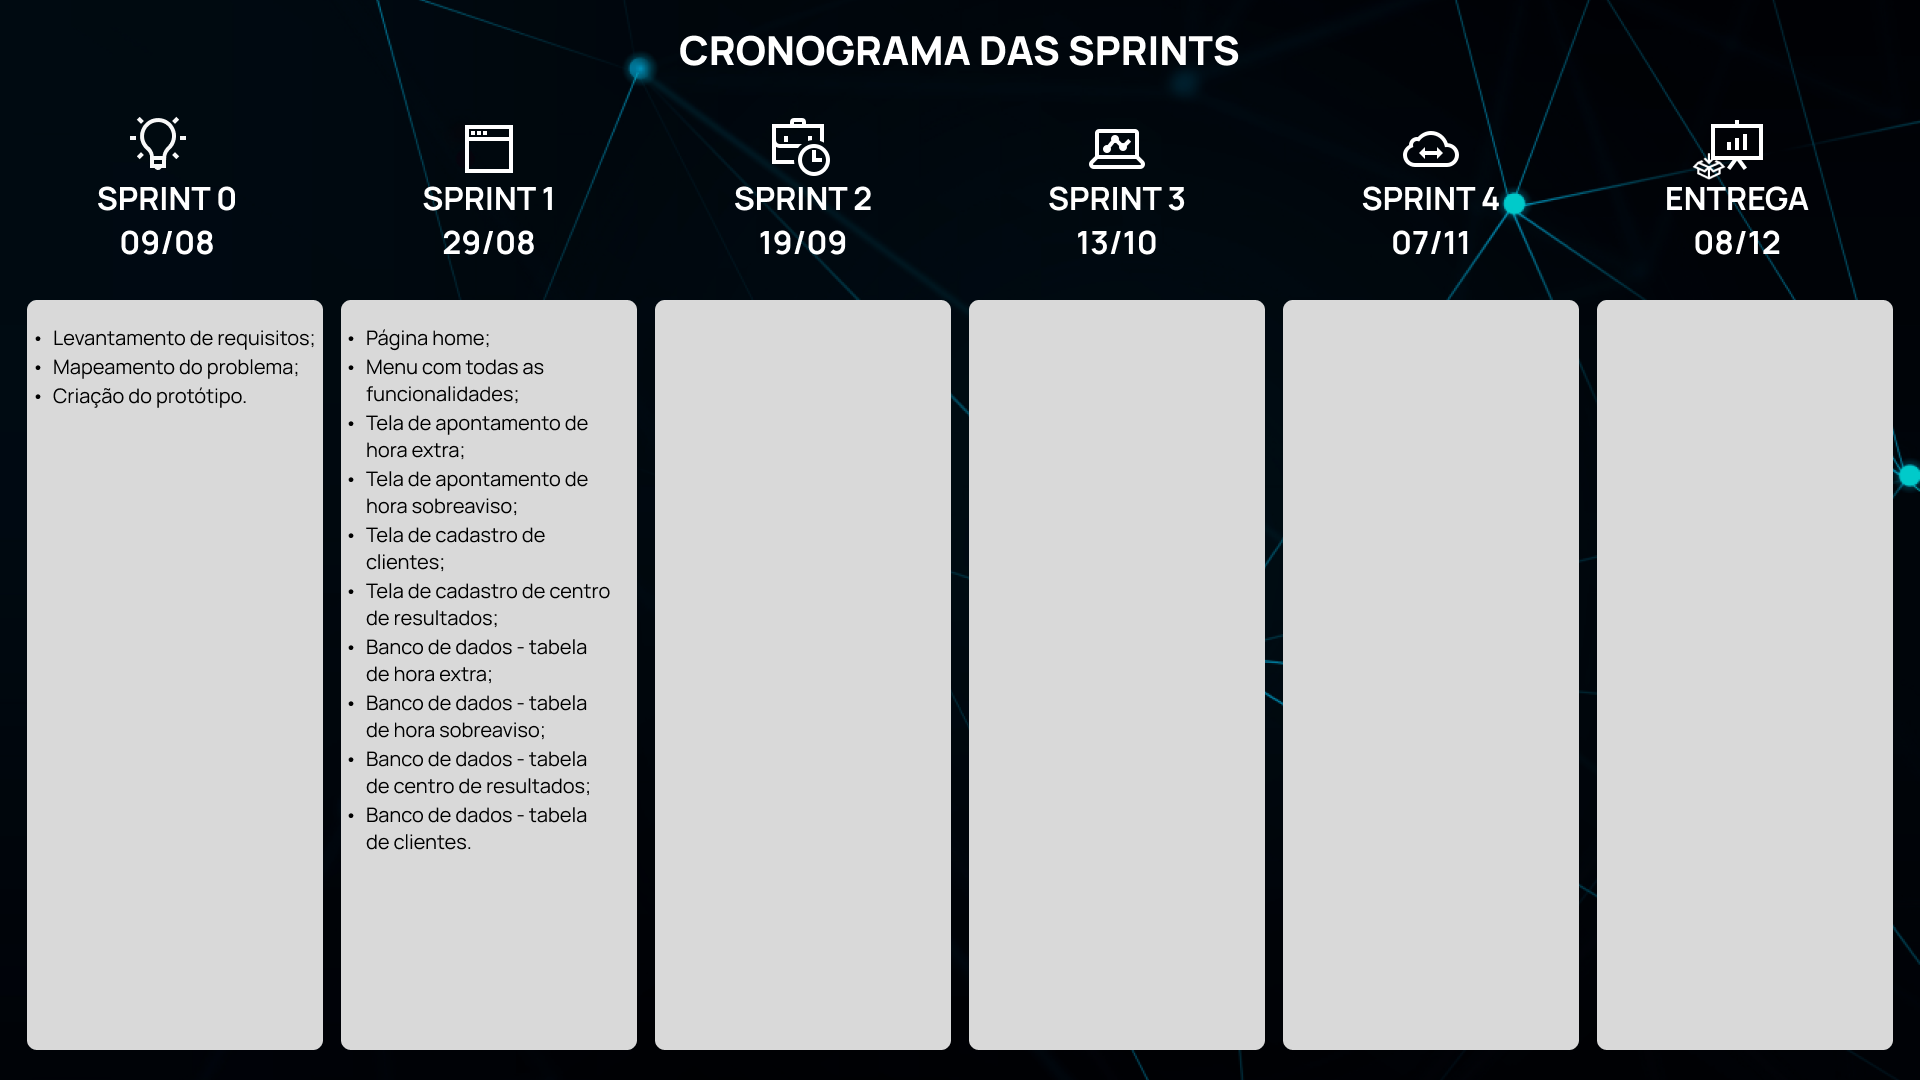 CRONOGRAMA DAS SPRINTS
SPRINT 0
09/08
SPRINT 1
29/08
SPRINT 2
19/09
SPRINT 3
13/10
SPRINT 4
07/11
ENTREGA
08/12
• Levantamento de requisitos;
• Mapeamento do problema;
• Criação do protótipo.
• Página home;
• Menu com todas as
funcionalidades;
• Tela de apontamento de
hora extra;
• Tela de apontamento de
hora sobreaviso;
• Tela de cadastro de
clientes;
• Tela de cadastro de centro
de resultados;
• Banco de dados - tabela
de hora extra;
• Banco de dados - tabela
de hora sobreaviso;
• Banco de dados - tabela
de centro de resultados;
• Banco de dados - tabela
de clientes.